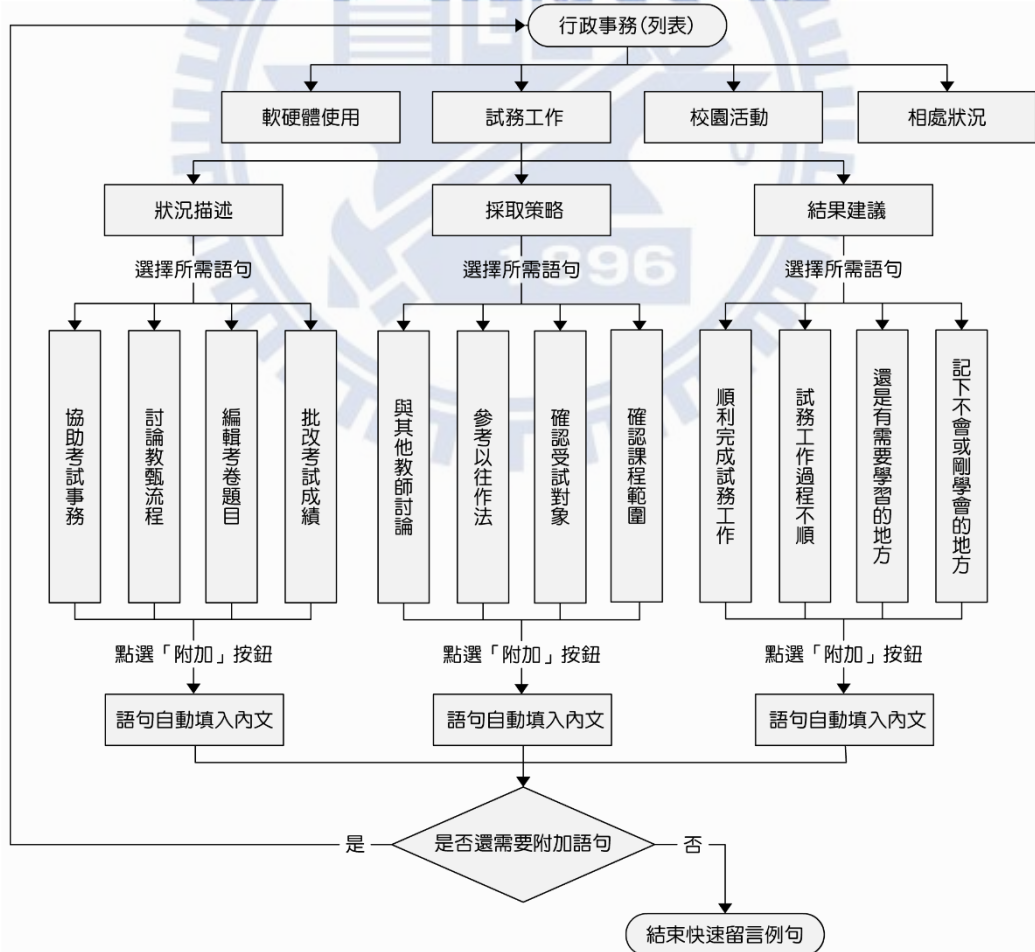 行政事務(列表)
軟硬體使用
試務工作
校園活動
相處狀況
狀況描述
採取策略
結果建議
選擇所需語句
1896
選擇所需語句
選擇所需語句
協助考試事務
討論教甄流程
編輯考卷題目
批改考試成績
與其他教師討論
參考以往作法
確認受試對象
確認課程範圍
順利完成試務工作
試務工作過程不順
還是有需要學習的地方
記下不會或剛學會的地方
點選「附加」按鈕
點選「附加」按鈕
點選「附加」按鈕
語句自動填入內文
語句自動填入內文
語句自動填入內文
是
是否還需要附加語句
否
結束快速留言例句